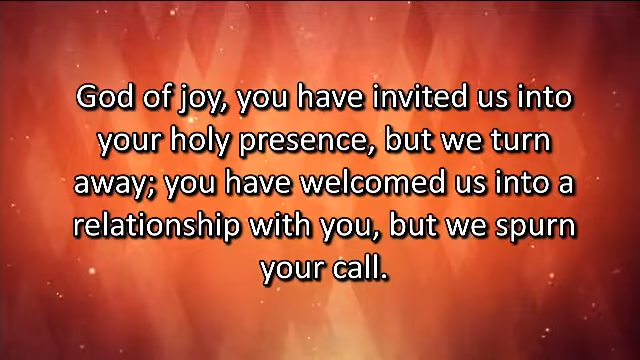 God of joy, you have invited us into
your holy presence, but we turn
away; you have welcomed us into a
relationship with you, but we spurn
your call.